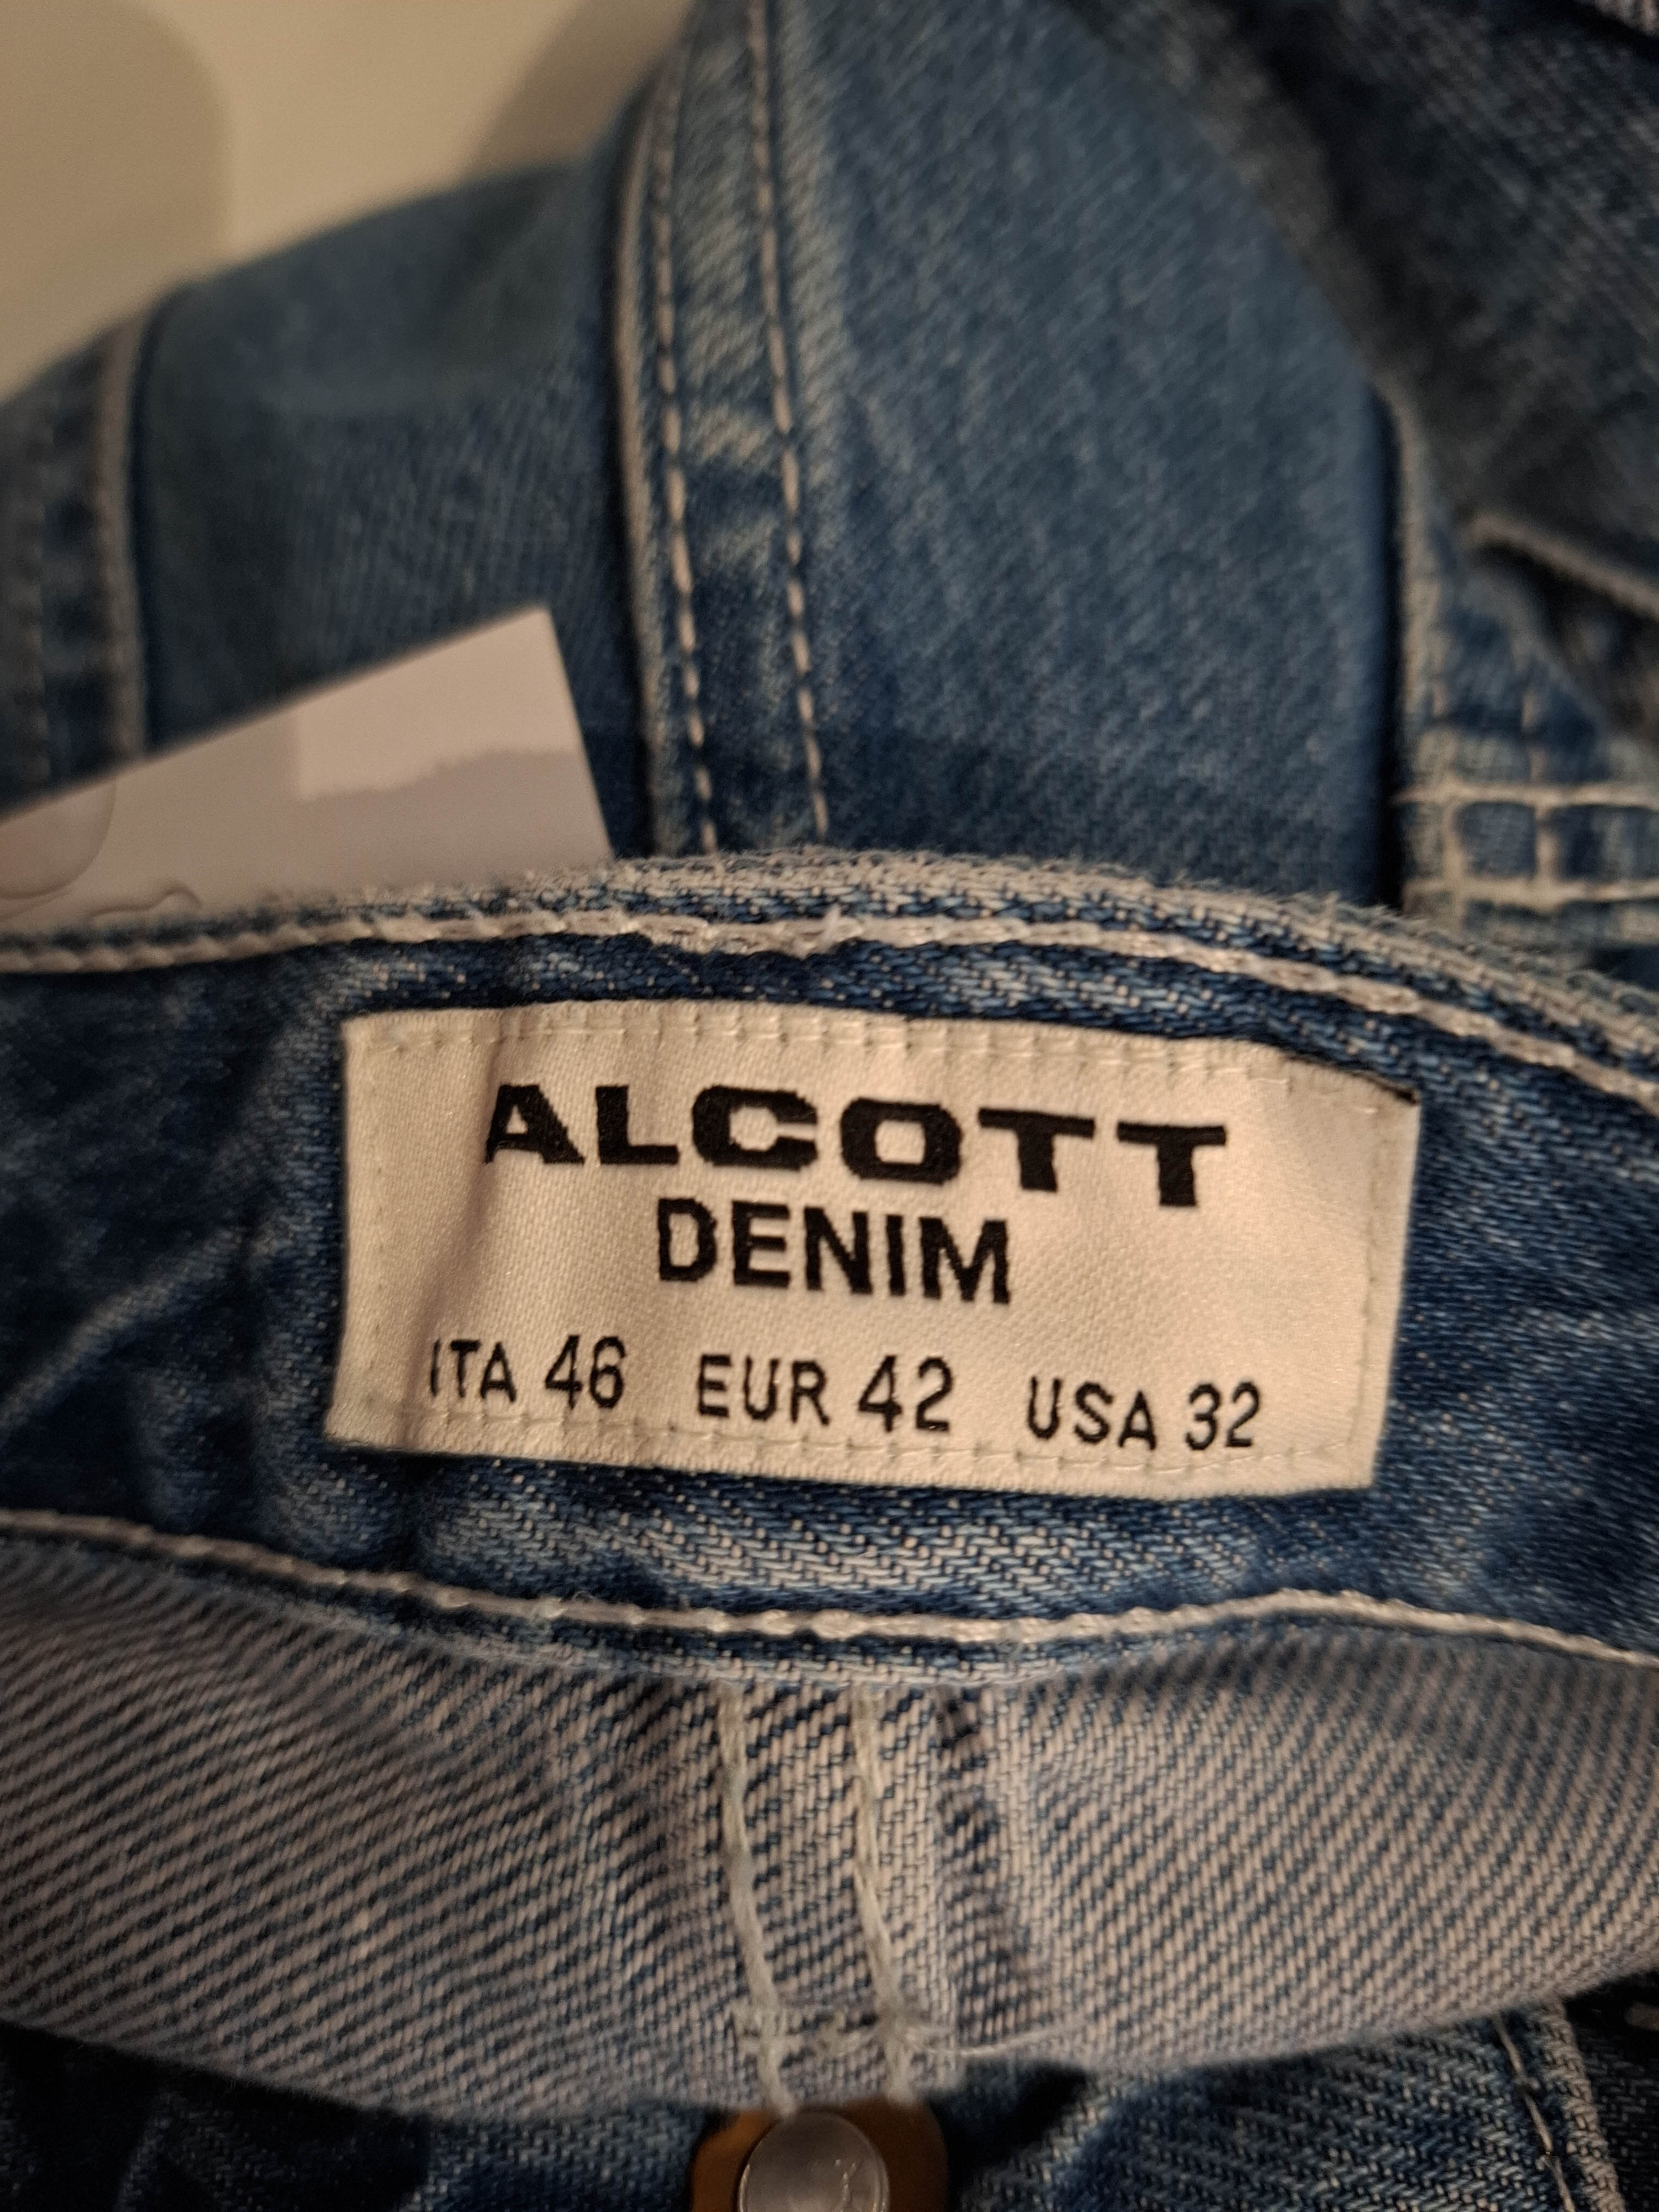 ALCOTT
DENIM
ITA 46 EUR 42 USA 32